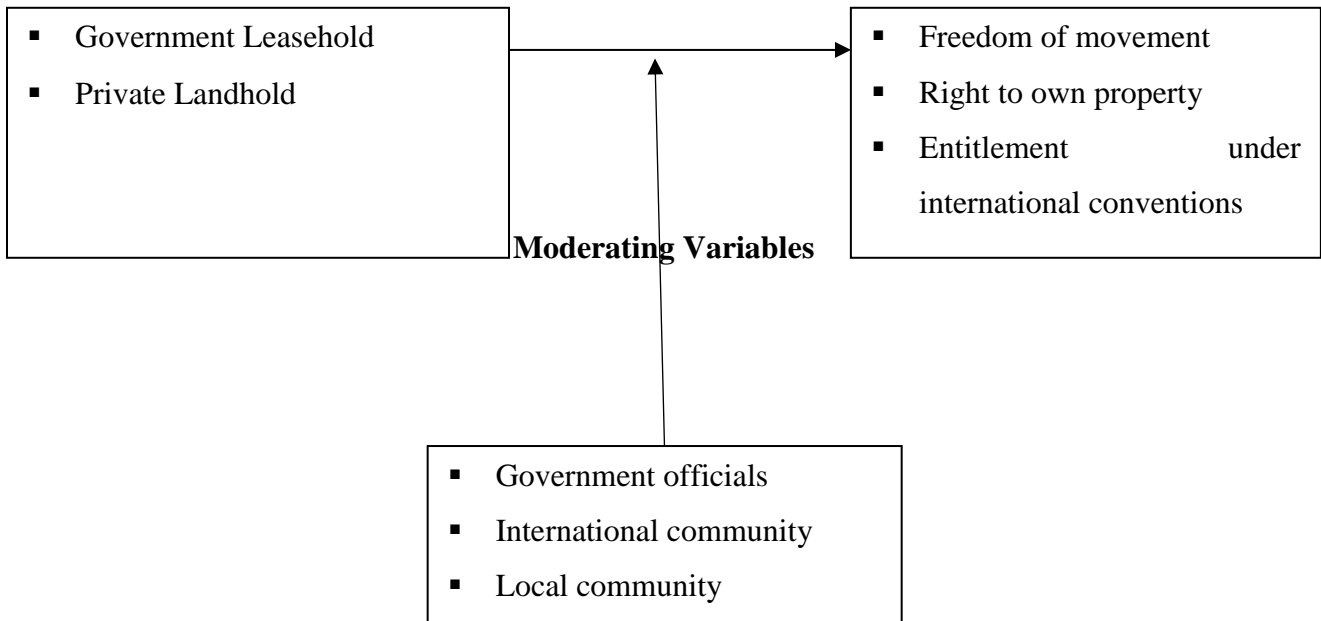 ▪ Government Leasehold
▪ Private Landhold
▪ Freedom of movement
▪ Right to own property
▪ Entitlement under
international conventions
Moderating Variables
▪ Government officials
▪ International community
▪ Local community